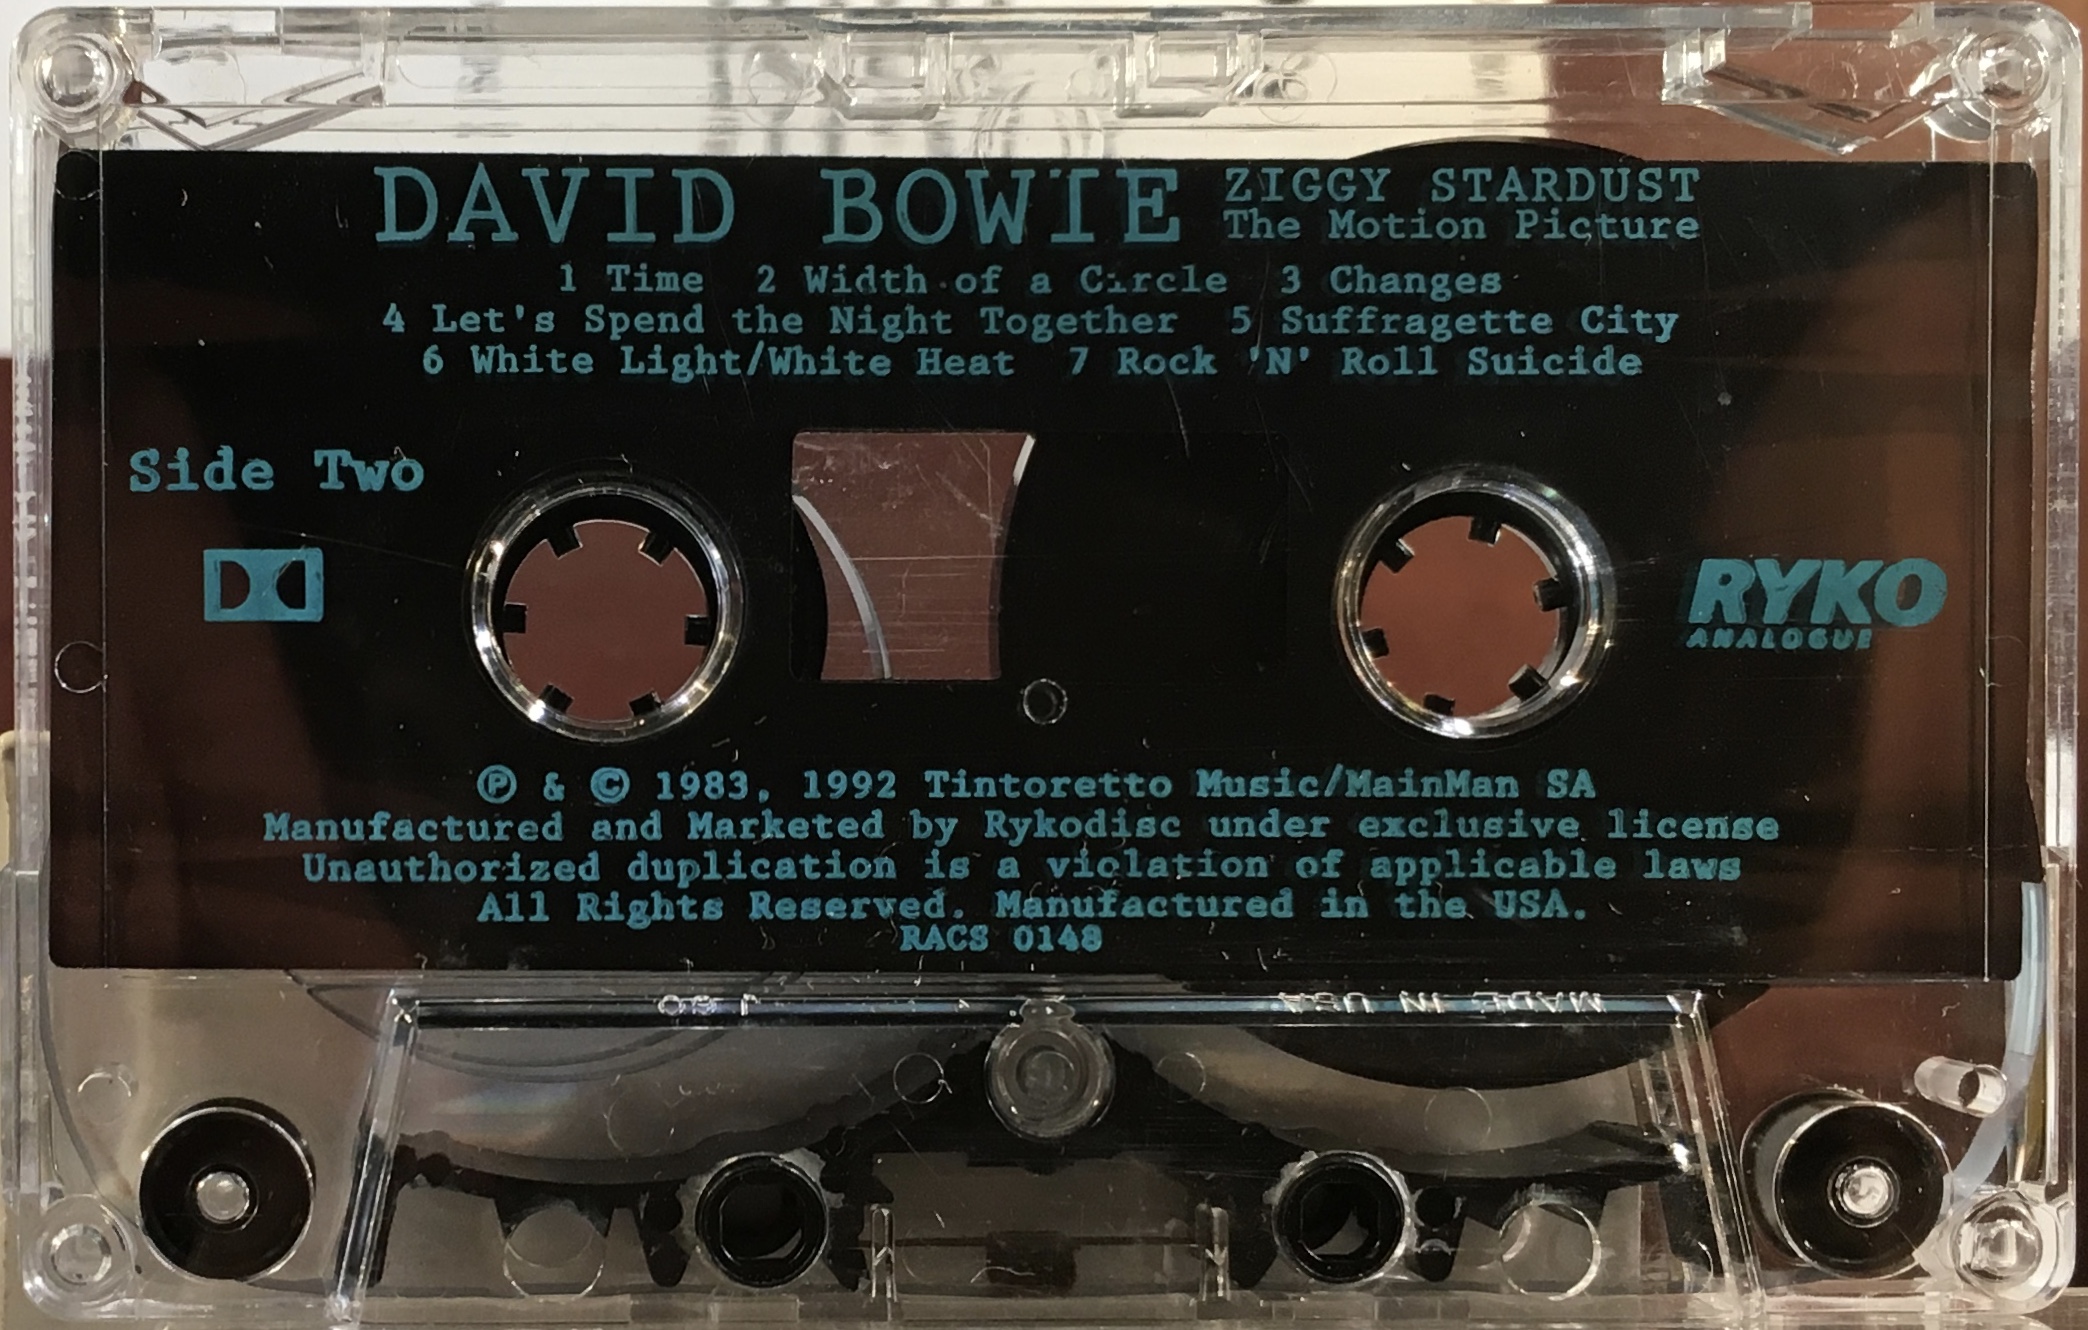 DAVID BOWIE ZIGGY STARDUST
The Motion Picture
1 Time 2 Width of a Circle 3 Changes
4 Let's Spend the Night Together 5 Suffragette City
6 White Light/White Heat 7 Rock 'N' Roll Suicide
Side Two
RYKO
ANALOGUE
Ⓟ & © 1983, 1992 Tintoretto Music/MainMan SA
Manufactured and Marketed by Rykodisc under exclusive license
Unauthorized duplication is a violation of applicable laws
All Rights Reserved. Manufactured in the USA.
RACS 0148
MADE IN USA